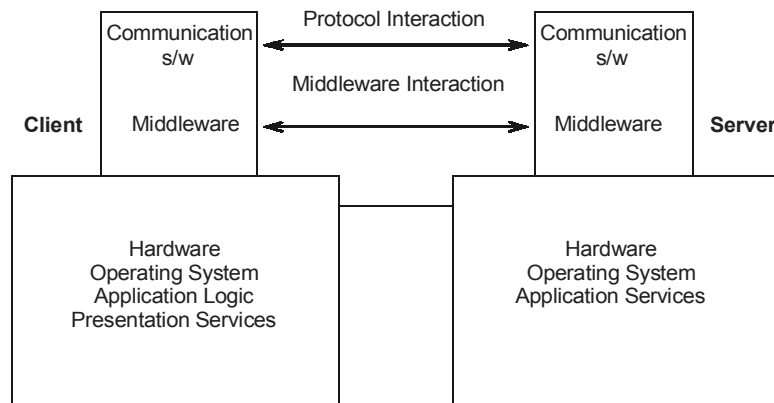 Protocol Interaction
Communication
s/w
Communication
s/w
Middleware Interaction
Client
Middleware
Middleware
Server
Hardware
Operating System
Application Logic
Presentation Services
Hardware
Operating System
Application Services